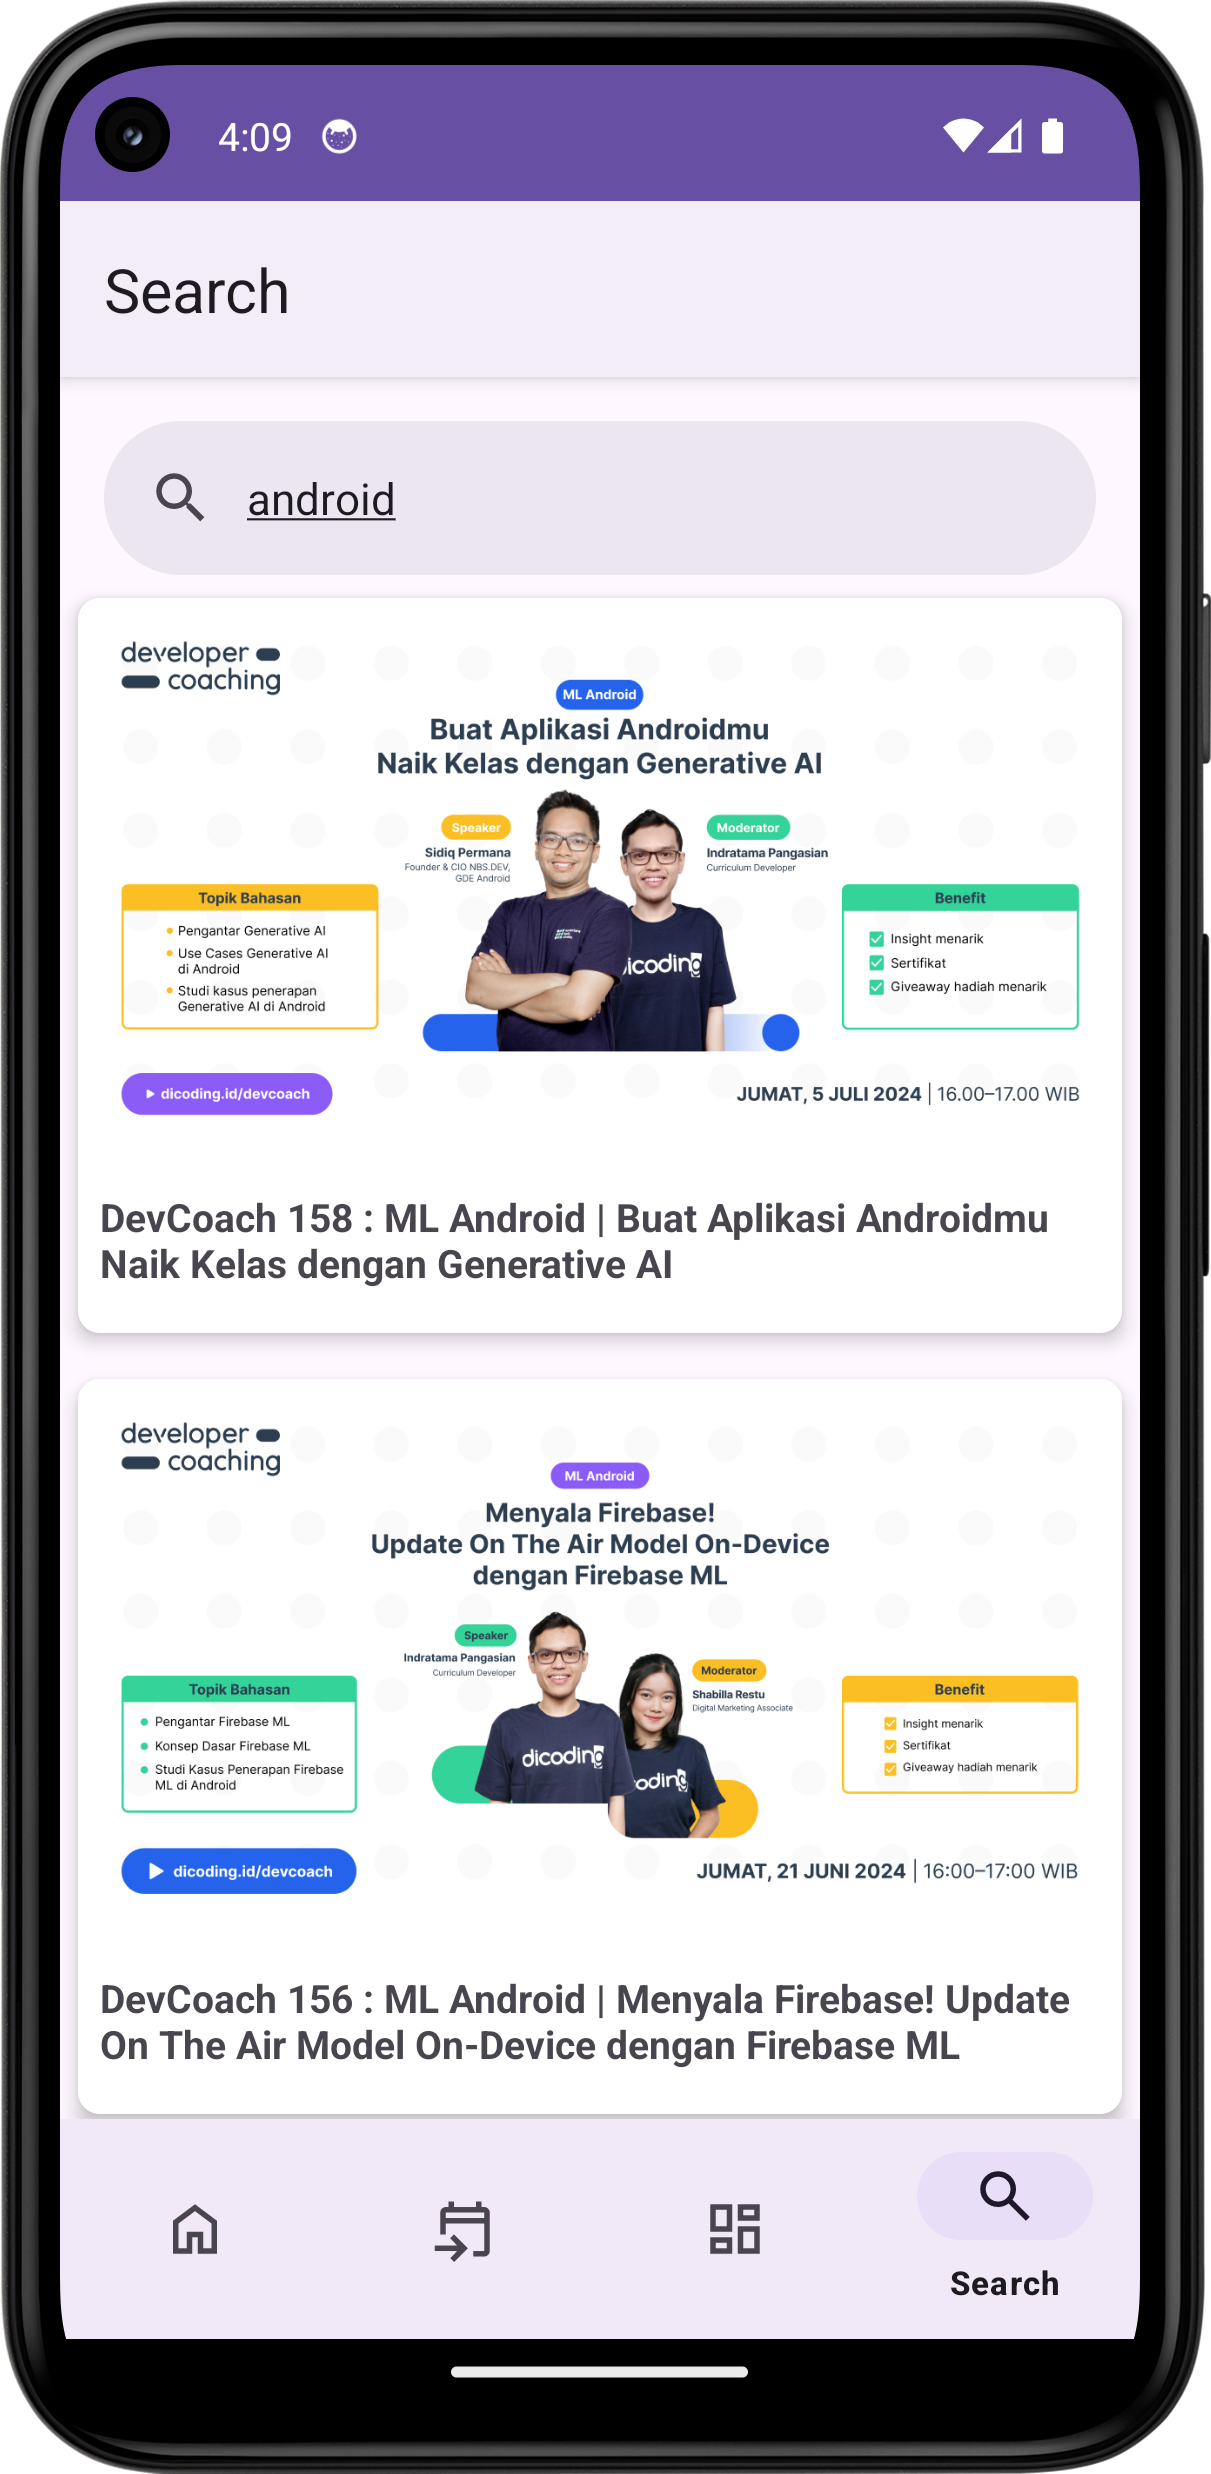 4:09
Search
android
developer
coaching
ML Android
Buat Aplikasi Androidmu
Naik Kelas dengan Generative AI
Speaker
Sidiq Permana
Founder & CIO NBS.DEV,
GDE Android
Moderator
Indratama Pangasian
Curriculum Developer
Topik Bahasan
Pengantar Generative AI
Use Cases Generative AI
di Android
Studi kasus penerapan
Generative AI di Android
icoding
Benefit
Insight menarik
Sertifikat
Giveaway hadiah menarik
dicoding.id/devcoach
JUMAT, 5 JULI 2024 | 16.00–17.00 WIB
DevCoach 158 : ML Android | Buat Aplikasi Androidmu
Naik Kelas dengan Generative AI
developer
coaching
ML Android
Menyala Firebase!
Update On The Air Model On-Device
dengan Firebase ML
Speaker
Indratama Pangasian
Curriculum Developer
Moderator
Shabilla Restu
Digital Marketing Associate
Topik Bahasan
Pengantar Firebase ML
Konsep Dasar Firebase ML
Studi Kasus Penerapan Firebase
ML di Android
dicoding
oding
Benefit
Insight menarik
Sertifikat
Giveaway hadiah menarik
dicoding.id/devcoach
JUMAT, 21 JUNI 2024 | 16:00–17:00 WIB
DevCoach 156 : ML Android | Menyala Firebase! Update
On The Air Model On-Device dengan Firebase ML
Search